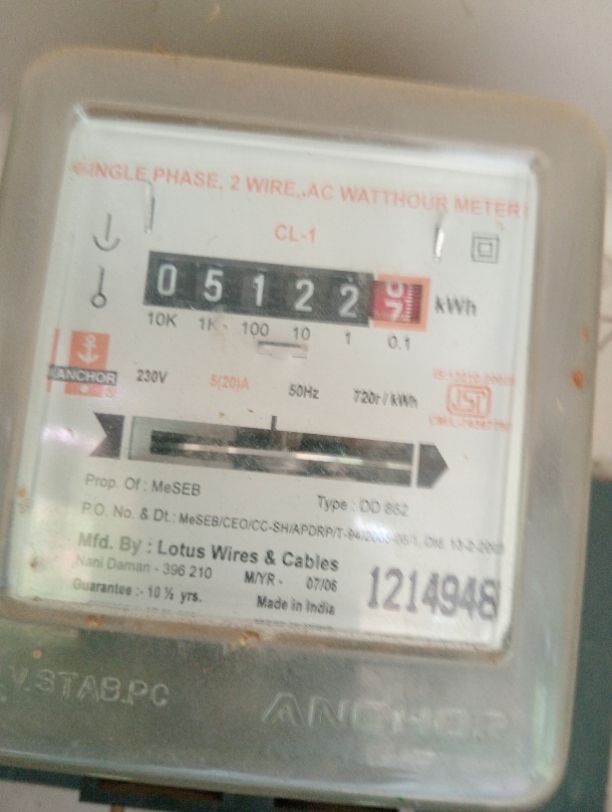 SINGLE PHASE, 2 WIRE, AC WATTHOUR METER
CL-1
0 5 1 2 2 kWh
10K 1K 100 10 1 0.1
ANCHOR
230V 5(20)A 50Hz 720r / kWh
Prop. Of : MeSEB
Type : DD 862
P.O. No. & Dt.: MeSEB/CEO/CC-SH/APDRP/
Mfd. By : Lotus Wires & Cables
Nani Daman - 396 210 M/YR - 07/06
Guarantee :- 10 ½ yrs. Made in India
1214948
V.STAB.PC
ANCHOR